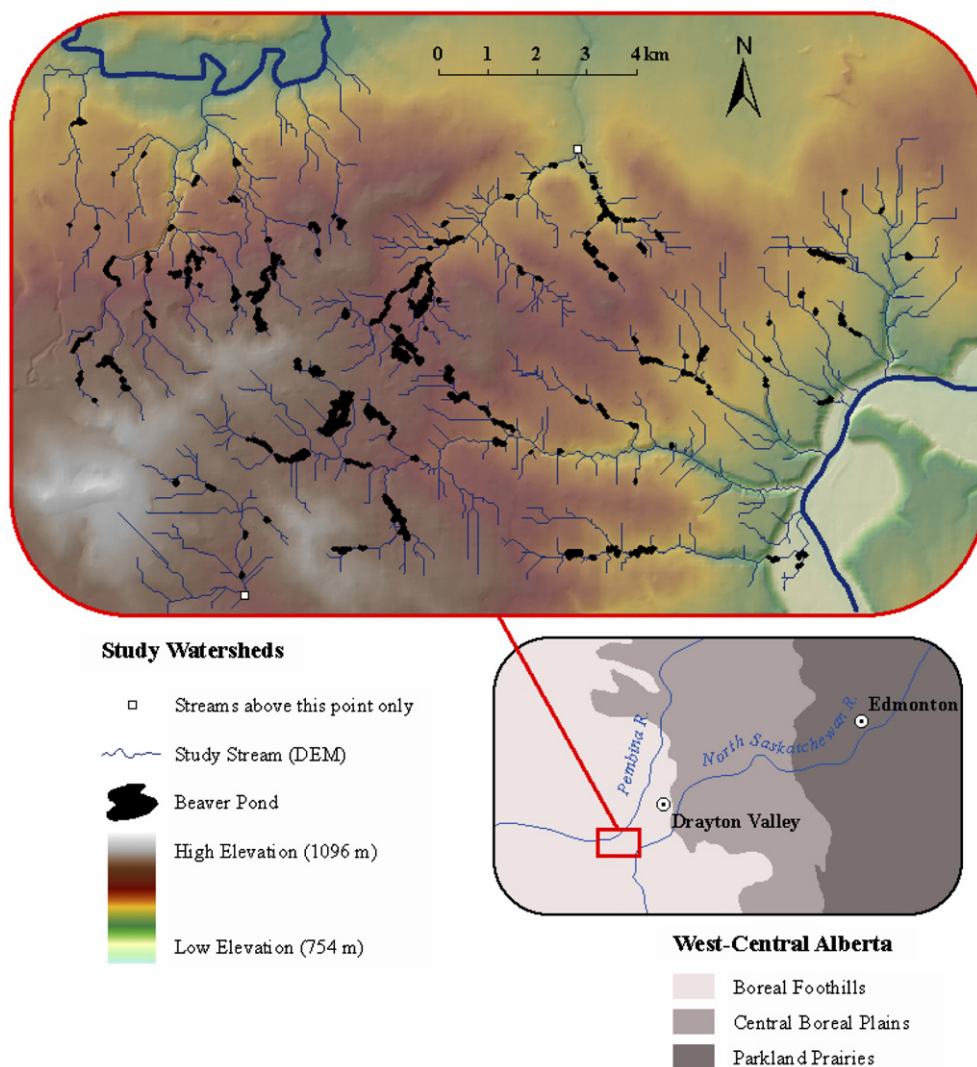 0 1 2 3 4 km
N
Study Watersheds
Streams above this point only
Study Stream (DEM)
Beaver Pond
High Elevation (1096 m)
Low Elevation (754 m)
Pembina R.
North Saskatchewan R.
Edmonton
Drayton Valley
West-Central Alberta
Boreal Foothills
Central Boreal Plains
Parkland Prairies